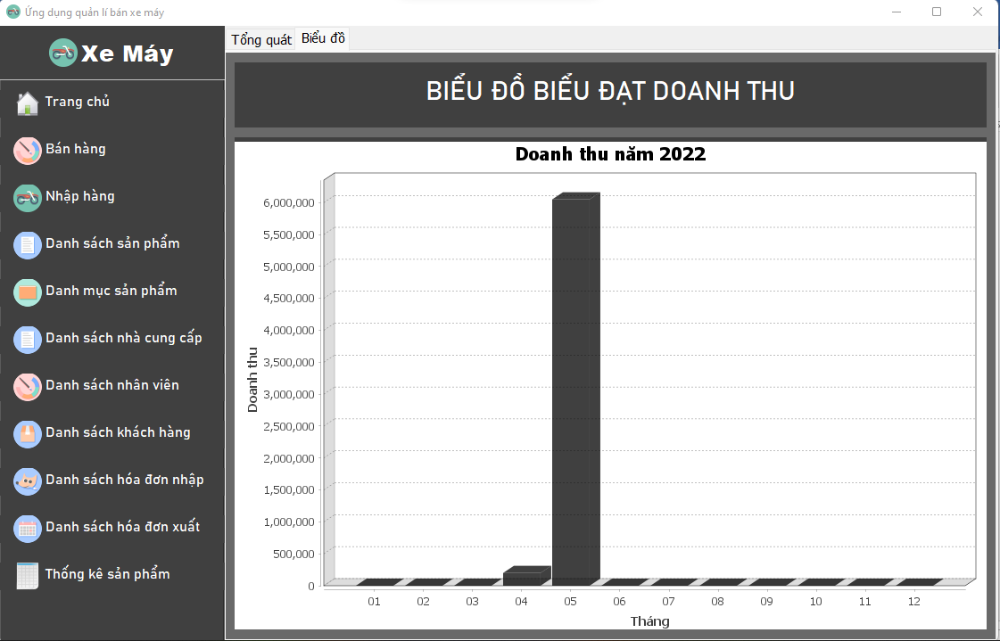 Ứng dụng quản lí bán xe máy
Xe Máy
Trang chủ
Bán hàng
Nhập hàng
Danh sách sản phẩm
Danh mục sản phẩm
Danh sách nhà cung cấp
Danh sách nhân viên
Danh sách khách hàng
Danh sách hóa đơn nhập
Danh sách hóa đơn xuất
Thống kê sản phẩm
Tổng quát Biểu đồ
BIỂU ĐỒ BIỂU ĐẠT DOANH THU
Doanh thu năm 2022
Doanh thu
6,000,000
5,500,000
5,000,000
4,500,000
4,000,000
3,500,000
3,000,000
2,500,000
2,000,000
1,500,000
1,000,000
500,000
0
01 02 03 04 05 06 07 08 09 10 11 12
Tháng